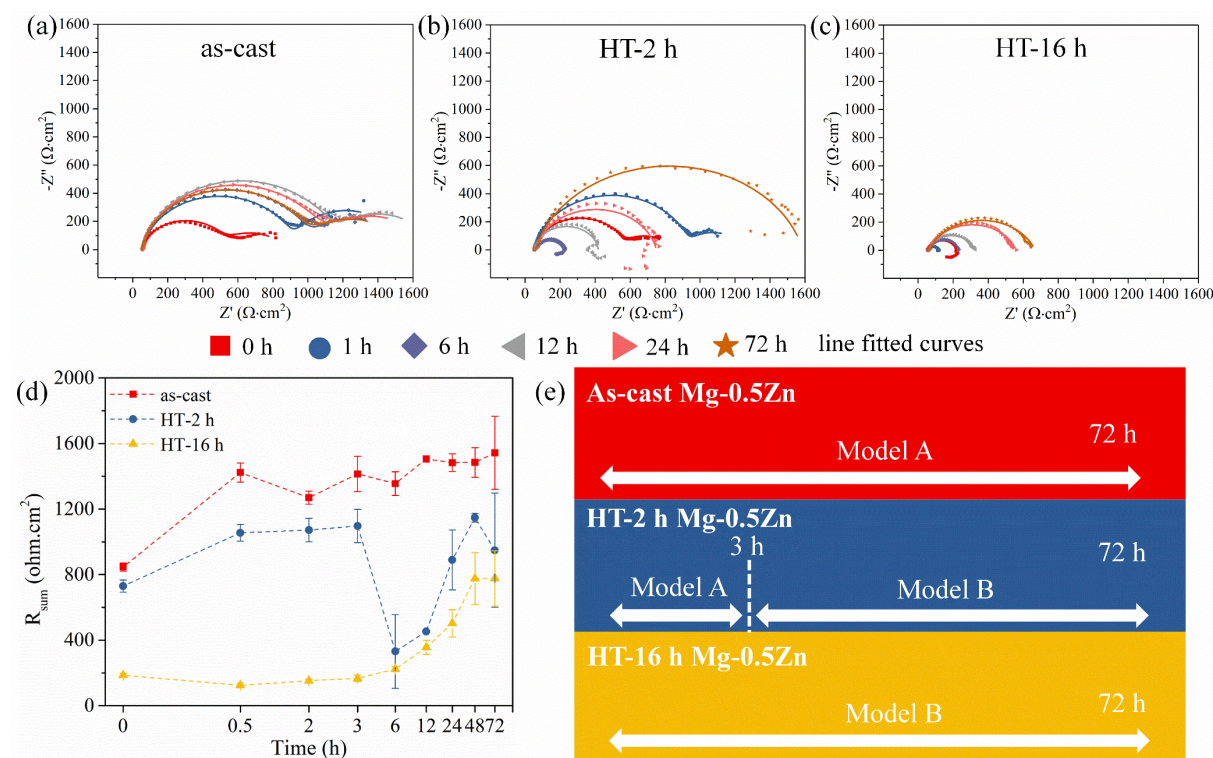 (a)
as-cast
-Z'' (Ω·cm²)
1600
1400
1200
1000
800
600
400
200
0
0 200 400 600 800 1000 1200 1400 1600
Z' (Ω·cm²)
(b)
HT-2 h
-Z'' (Ω·cm²)
1600
1400
1200
1000
800
600
400
200
0
0 200 400 600 800 1000 1200 1400 1600
Z' (Ω·cm²)
(c)
HT-16 h
-Z'' (Ω·cm²)
1600
1400
1200
1000
800
600
400
200
0
0 200 400 600 800 1000 1200 1400 1600
Z' (Ω·cm²)
0 h 1 h 6 h 12 h 24 h 72 h line fitted curves
(d)
as-cast
HT-2 h
HT-16 h
R_sum (ohm.cm²)
2000
1600
1200
800
400
0
0 0.5 2 3 6 12 24 48 72
Time (h)
(e)
As-cast Mg-0.5Zn
72 h
Model A
HT-2 h Mg-0.5Zn
3 h
72 h
Model A Model B
HT-16 h Mg-0.5Zn
72 h
Model B